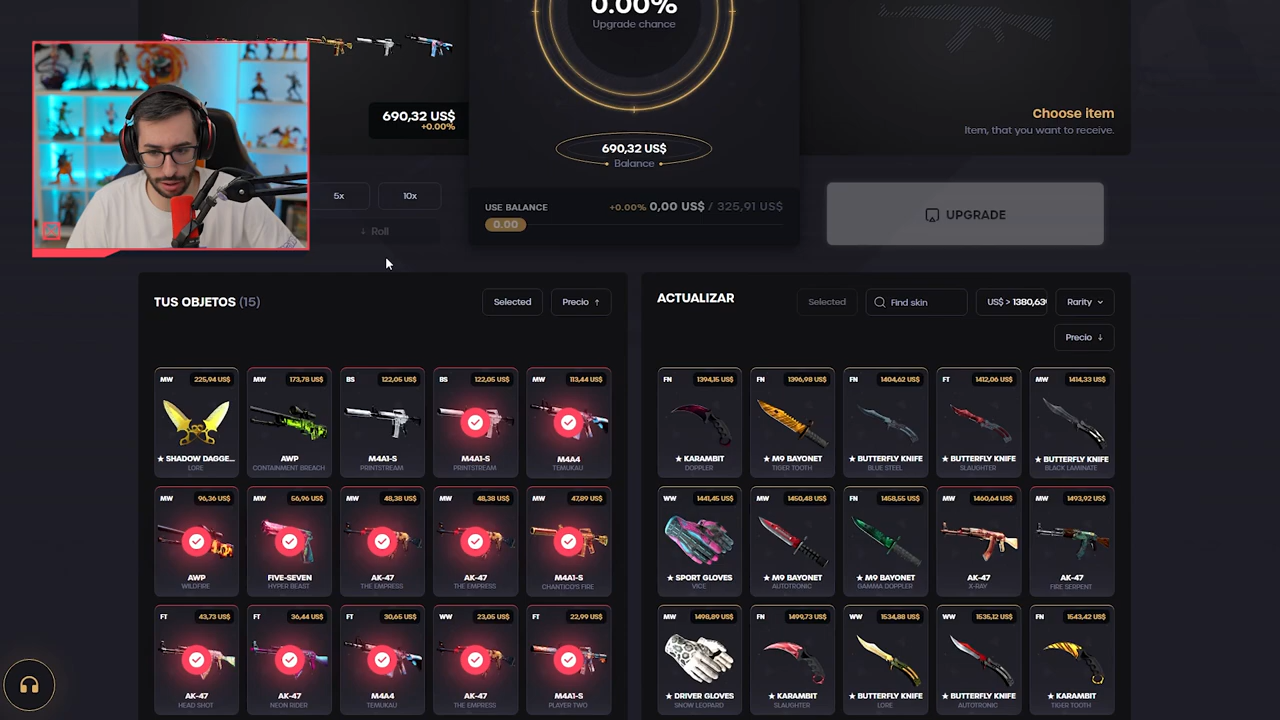 0.00%
Upgrade chance
690,32 US$
+0.00%
Choose item
Item, that you want to receive.
690,32 US$
Balance
5x
10x
Roll
USE BALANCE
+0.00% 0,00 US$ / 325,91 US$
0.00
UPGRADE
TUS OBJETOS (15)
Selected
Precio ↑
ACTUALIZAR
Selected
Find skin
US$ > 1380,63
Rarity
Precio ↓
MW 225,94 US$
MW 173,78 US$
BS 122,05 US$
BS 122,05 US$
MW 113,44 US$
★ SHADOW DAGGE...
LORE
AWP
CONTAINMENT BREACH
M4A1-S
PRINTSTREAM
M4A1-S
PRINTSTREAM
M4A4
TEMUKAU
MW 96,36 US$
MW 56,96 US$
MW 48,38 US$
MW 48,38 US$
MW 47,89 US$
AWP
WILDFIRE
FIVE-SEVEN
HYPER BEAST
AK-47
THE EMPRESS
AK-47
THE EMPRESS
M4A1-S
CHANTICO'S FIRE
FT 43,73 US$
FT 36,44 US$
FT 30,65 US$
WW 23,05 US$
FT 22,99 US$
AK-47
HEAD SHOT
AK-47
NEON RIDER
M4A4
TEMUKAU
AK-47
THE EMPRESS
M4A1-S
PLAYER TWO
FN 1394,15 US$
FN 1396,98 US$
FN 1404,62 US$
FT 1412,06 US$
MW 1414,33 US$
★ KARAMBIT
DOPPLER
★ M9 BAYONET
TIGER TOOTH
★ BUTTERFLY KNIFE
BLUE STEEL
★ BUTTERFLY KNIFE
SLAUGHTER
★ BUTTERFLY KNIFE
BLACK LAMINATE
WW 1441,45 US$
MW 1450,48 US$
FN 1458,55 US$
MW 1460,64 US$
MW 1493,92 US$
★ SPORT GLOVES
VICE
★ M9 BAYONET
AUTOTRONIC
★ M9 BAYONET
GAMMA DOPPLER
AK-47
X-RAY
AK-47
FIRE SERPENT
MW 1498,89 US$
FN 1499,73 US$
WW 1534,88 US$
WW 1535,12 US$
FN 1543,42 US$
★ DRIVER GLOVES
SNOW LEOPARD
★ KARAMBIT
SLAUGHTER
★ BUTTERFLY KNIFE
LORE
★ BUTTERFLY KNIFE
AUTOTRONIC
★ KARAMBIT
TIGER TOOTH